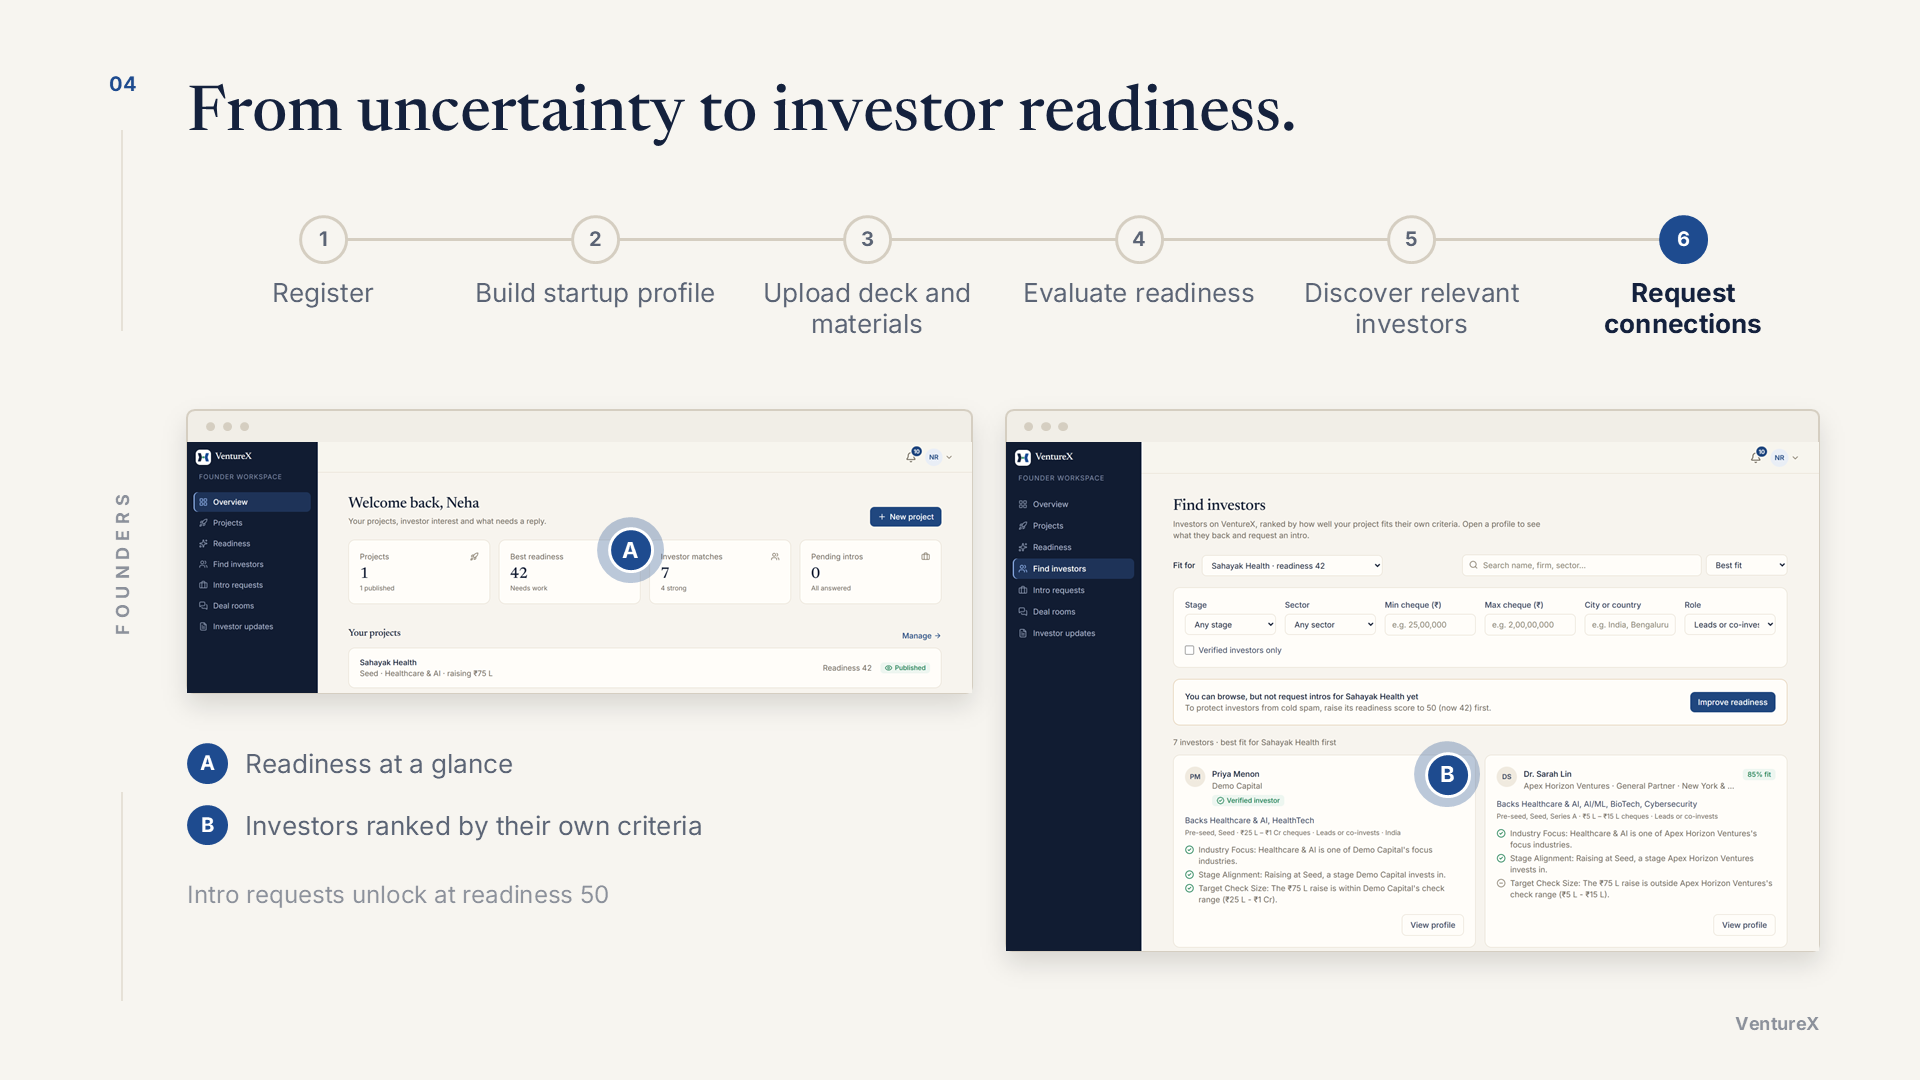 04
From uncertainty to investor readiness.
1
2
3
4
5
6
Register
Build startup profile
Upload deck and
materials
Evaluate readiness
Discover relevant
investors
Request
connections
FOUNDERS
VentureX
FOUNDER WORKSPACE
Overview
Projects
Readiness
Find investors
Intro requests
Deal rooms
Investor updates
10
NR
Welcome back, Neha
Your projects, investor interest and what needs a reply.
+ New project
Projects
1
1 published
Best readiness
42
Needs work
A
Investor matches
7
4 strong
Pending intros
0
All answered
Your projects
Manage →
Sahayak Health
Seed · Healthcare & AI · raising ₹75 L
Readiness 42
Published
A Readiness at a glance
B Investors ranked by their own criteria
Intro requests unlock at readiness 50
VentureX
FOUNDER WORKSPACE
Overview
Projects
Readiness
Find investors
Intro requests
Deal rooms
Investor updates
10
NR
Find investors
Investors on VentureX, ranked by how well your project fits their own criteria. Open a profile to see
what they back and request an intro.
Fit for
Sahayak Health · readiness 42
Search name, firm, sector...
Best fit
Stage
Sector
Min cheque (₹)
Max cheque (₹)
City or country
Role
Any stage
Any sector
e.g. 25,00,000
e.g. 2,00,00,000
e.g. India, Bengaluru
Leads or co-inves
Verified investors only
You can browse, but not request intros for Sahayak Health yet
To protect investors from cold spam, raise its readiness score to 50 (now 42) first.
Improve readiness
7 investors · best fit for Sahayak Health first
PM
Priya Menon
Demo Capital
Verified investor
B
Backs Healthcare & AI, HealthTech
Pre-seed, Seed · ₹25 L – ₹1 Cr cheques · Leads or co-invests · India
Industry Focus: Healthcare & AI is one of Demo Capital's focus
industries.
Stage Alignment: Raising at Seed, a stage Demo Capital invests in.
Target Check Size: The ₹75 L raise is within Demo Capital's check
range (₹25 L - ₹1 Cr).
View profile
DS
Dr. Sarah Lin
85% fit
Apex Horizon Ventures · General Partner · New York & ...
Backs Healthcare & AI, AI/ML, BioTech, Cybersecurity
Pre-seed, Seed, Series A · ₹5 L – ₹15 L cheques · Leads or co-invests
Industry Focus: Healthcare & AI is one of Apex Horizon Ventures's
focus industries.
Stage Alignment: Raising at Seed, a stage Apex Horizon Ventures
invests in.
Target Check Size: The ₹75 L raise is outside Apex Horizon Ventures's
check range (₹5 L - ₹15 L).
View profile
VentureX